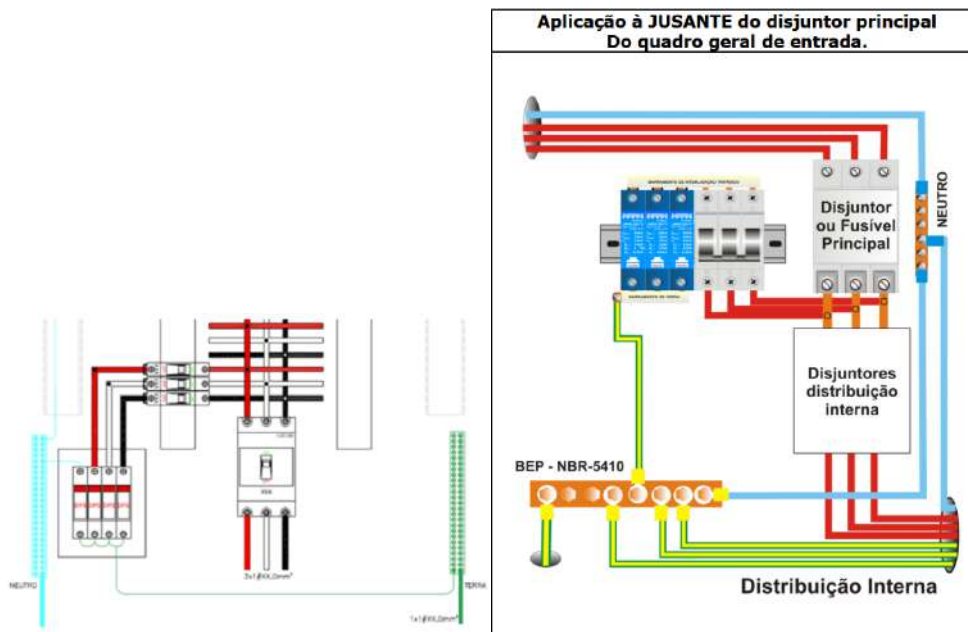 Aplicação à JUSANTE do disjuntor principal
Do quadro geral de entrada.
NEUTRO
Disjuntor
ou Fusível
Principal
Disjuntores
distribuição
interna
BEP - NBR-5410
Distribuição Interna
NEUTRO
TERRA